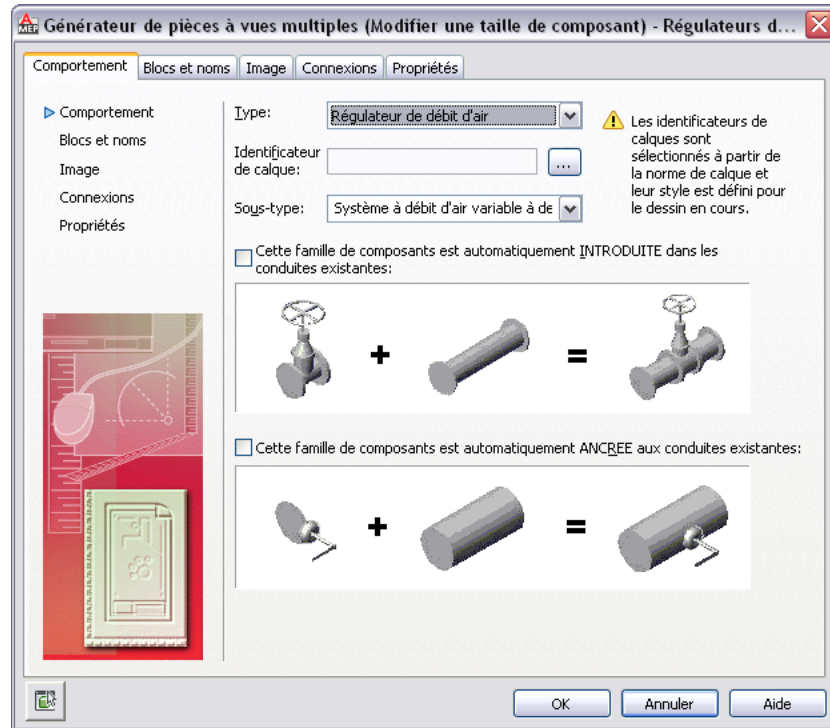 Générateur de pièces à vues multiples (Modifier une taille de composant) - Régulateurs d...
Comportement Blocs et noms Image Connexions Propriétés
Comportement
Blocs et noms
Image
Connexions
Propriétés
Type: Régulateur de débit d'air
Identificateur
de calque: ...
Sous-type: Système à débit d'air variable à de
Les identificateurs de
calques sont
sélectionnés à partir de
la norme de calque et
leur style est défini pour
le dessin en cours.
Cette famille de composants est automatiquement INTRODUITE dans les
conduites existantes:
+ =
Cette famille de composants est automatiquement ANCREE aux conduites existantes:
+ =
OK Annuler Aide